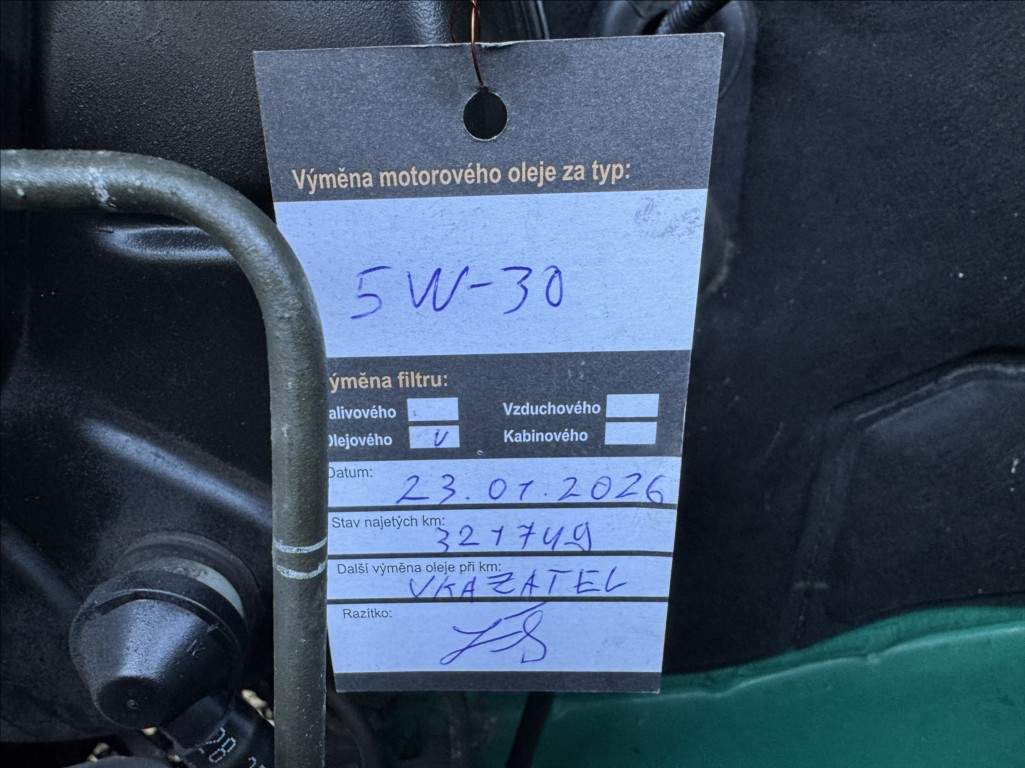 Výměna motorového oleje za typ:
5W-30
ýměna filtru:
alivového Vzduchového
Olejového v Kabinového
Datum: 23.01.2026
Stav najetých km: 321749
Další výměna oleje při km: VKAZATEL
Razítko: